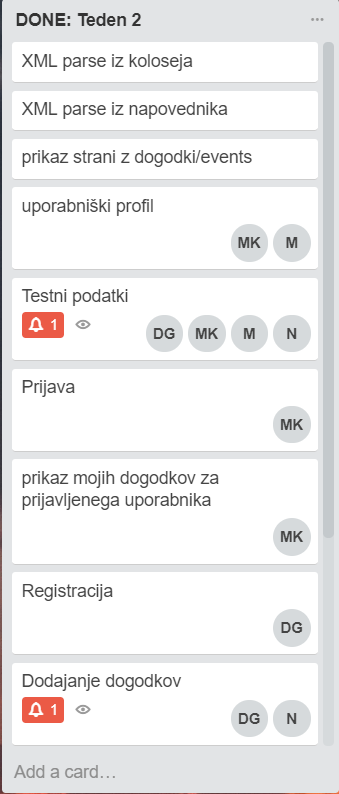 DONE: Teden 2
XML parse iz koloseja
XML parse iz napovednika
prikaz strani z dogodki/events
uporabniški profil
MK M
Testni podatki
1 DG MK M N
Prijava
MK
prikaz mojih dogodkov za
prijavljenega uporabnika
MK
Registracija
DG
Dodajanje dogodkov
1 DG N
Add a card…